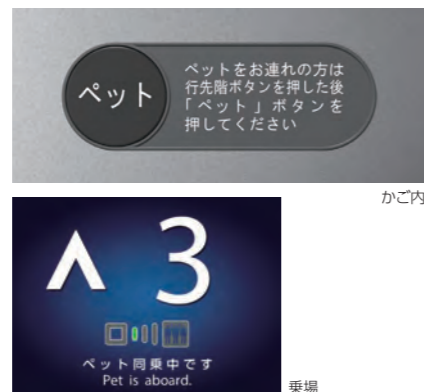 ペット
ペットをお連れの方は
行先階ボタンを押した後
「ペット」ボタンを
押してください
かご内
3
ペット同乗中です
Pet is aboard.
乗場